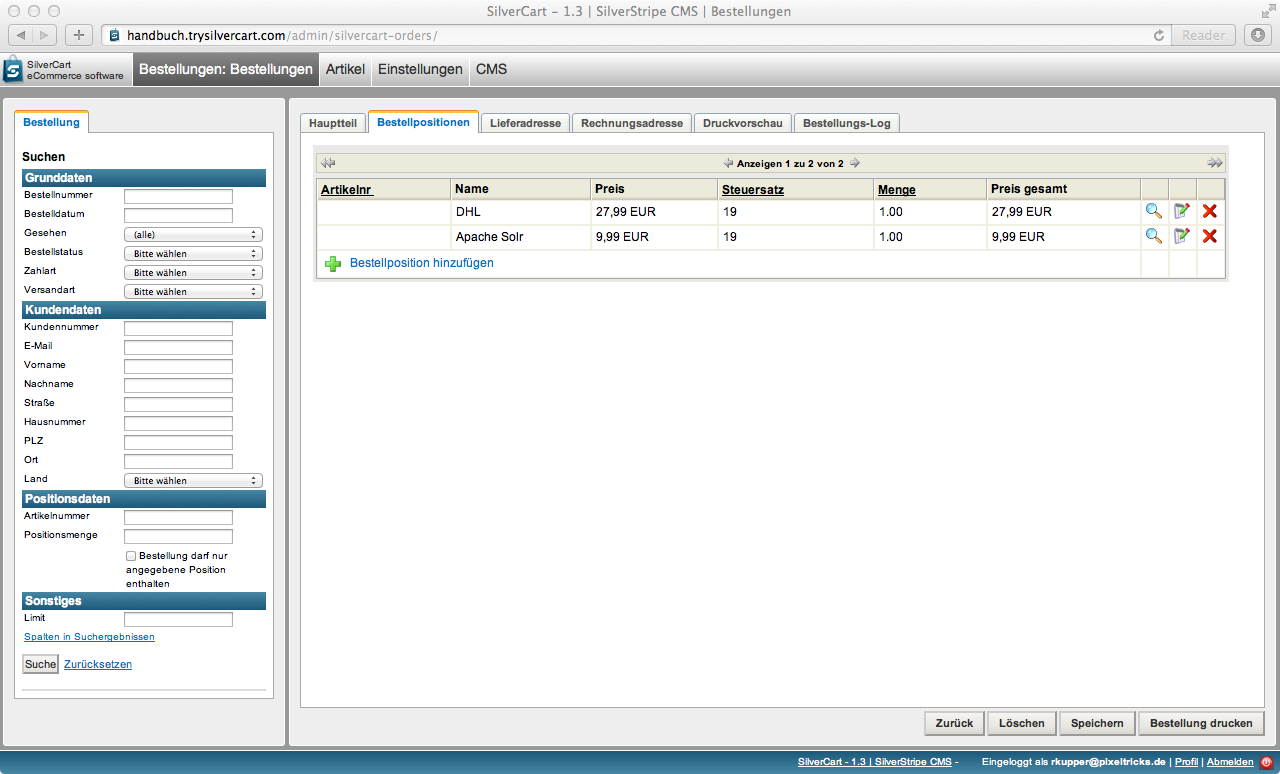 SilverCart - 1.3 | SilverStripe CMS | Bestellungen
handbuch.trysilvercart.com/admin/silvercart-orders/
Reader
SilverCart
eCommerce software
Bestellungen: Bestellungen Artikel Einstellungen CMS
Bestellung
Suchen
Grunddaten
Bestellnummer
Bestelldatum
Gesehen (alle)
Bestellstatus Bitte wählen
Zahlart Bitte wählen
Versandart Bitte wählen
Kundendaten
Kundennummer
E-Mail
Vorname
Nachname
Straße
Hausnummer
PLZ
Ort
Land Bitte wählen
Positionsdaten
Artikelnummer
Positionsmenge
Bestellung darf nur
angegebene Position
enthalten
Sonstiges
Limit
Spalten in Suchergebnissen
Suche Zurücksetzen
Hauptteil Bestellpositionen Lieferadresse Rechnungsadresse Druckvorschau Bestellungs-Log
Anzeigen 1 zu 2 von 2
Artikelnr Name Preis Steuersatz Menge Preis gesamt
DHL 27,99 EUR 19 1.00 27,99 EUR
Apache Solr 9,99 EUR 19 1.00 9,99 EUR
Bestellposition hinzufügen
Zurück Löschen Speichern Bestellung drucken
SilverCart - 1.3 | SilverStripe CMS - Eingeloggt als rkupper@pixeltricks.de | Profil | Abmelden